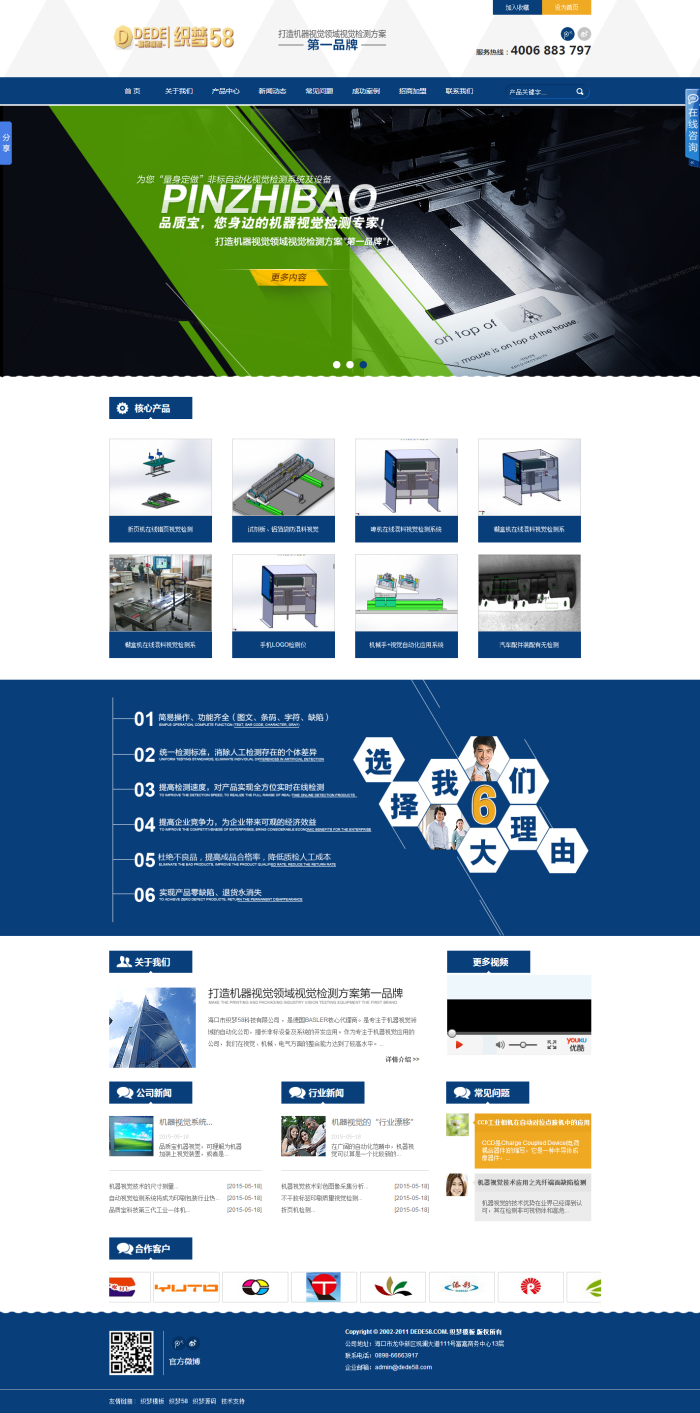 加入收藏 设为首页
DEDE 织梦58
打造机器视觉领域视觉检测方案
第一品牌
服务热线：4006 883 797
首 页 关于我们 产品中心 新闻动态 常见问题 成功案例 招商加盟 联系我们 产品关键字...
分享
在线咨询
为您“量身定做”非标自动化视觉检测系统及设备
PINZHIBAO
品质宝，您身边的机器视觉检测专家！
打造机器视觉领域视觉检测方案“第一品牌”！
更多内容
on top of
mouse is on top of the house.
核心产品
折页机在线错页视觉检测 试剂板、铝箔袋防混料视觉 喷机在线混料视觉检测系统 糊盒机在线混料视觉检测系
糊盒机在线混料视觉检测系 手机LOGO检测仪 机械手+视觉自动化应用系统 汽车配件装配有无检测
01 简易操作、功能齐全（图文、条码、字符、缺陷）
SIMPLE OPERATION, COMPLETE FUNCTION (TEXT, BAR CODE, CHARACTER, DRAW)
02 统一检测标准，消除人工检测存在的个体差异
UNIFORM TESTING STANDARDS, ELIMINATE INDIVIDUAL DIFFERENCES IN ARTIFICIAL DETECTION
03 提高检测速度，对产品实现全方位实时在线检测
TO IMPROVE THE DETECTION SPEED, TO REALIZE THE FULL RANGE OF REAL TIME ONLINE DETECTION PRODUCTS
04 提高企业竞争力，为企业带来可观的经济效益
TO IMPROVE THE COMPETITIVENESS OF ENTERPRISES, BRING CONSIDERABLE ECONOMIC BENEFITS FOR THE ENTERPRISE
05 杜绝不良品，提高成品合格率，降低质检人工成本
ELIMINATE THE BAD PRODUCTS, IMPROVE THE PRODUCT QUALIFIED RATE, REDUCE THE RETURN RATE
06 实现产品零缺陷、退货永消失
TO ACHIEVE ZERO DEFECT PRODUCTS, RETURN THE PERMANENT DISAPPEARANCE
选择我们6大理由
关于我们
打造机器视觉领域视觉检测方案第一品牌
MAKE THE PRINTING AND PACKAGING INDUSTRY VISION TESTING EQUIPMENT THE FIRST BRAND
海口市织梦58科技有限公司，是德国BASLER核心代理商。是专注于机器视觉领
域的自动化公司。擅长非标设备及系统的开发应用。作为专注于机器视觉应用的
公司，我们在视觉、机械、电气方面的整合能力达到了较高水平。...
详情介绍 >>
更多视频
YOUKU
优酷
公司新闻
机器视觉系统...
2015-05-18
品质宝机器视觉，可理解为机器
加装上视觉装置，或者是...
机器视觉技术的尺寸测量... [2015-05-18]
自动视觉检测系统将成为印刷包装行业热... [2015-05-18]
品质宝科技第三代工业一体机... [2015-05-18]
行业新闻
机器视觉的“行业漂移”
2015-05-18
在广阔的自动化范畴中，机器视
觉可以算是一个比较新的...
机器视觉技术彩色图像采集分析... [2015-05-18]
不干胶标签印刷质量视觉检测... [2015-05-18]
折页机检测... [2015-05-18]
常见问题
CCD工业相机在自动对位点胶机中的应用
CCD是Charge Coupled Device(电荷
耦合器件)的缩写，它是一种半导体成
像器件，...
机器视觉技术应用之光纤端面缺陷检测
机器视觉的技术优势在业界已经得到认
可，其在检测非可视物体和高危...
合作客户
YUTO
T
添彩
官方微博
Copyright © 2002-2011 DEDE58.COM. 织梦模板 版权所有
公司地址：海口市龙华新区观澜大道111号富嘉商务中心13层
联系电话：0898-66663917
企业邮箱：admin@dede58.com
友情链接： 织梦模板 织梦58 织梦源码 技术支持